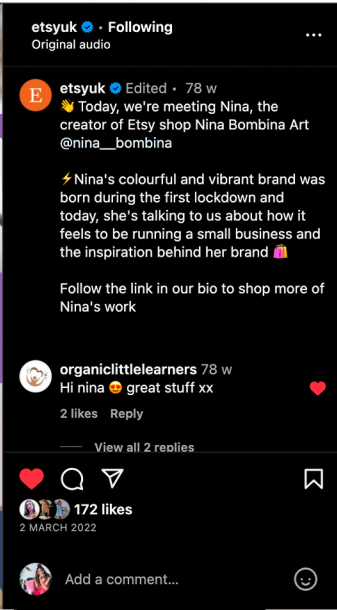 etsyuk • Following
Original audio
E
etsyuk Edited • 78 w
👋 Today, we're meeting Nina, the
creator of Etsy shop Nina Bombina Art
@nina__bombina
⚡Nina's colourful and vibrant brand was
born during the first lockdown and
today, she's talking to us about how it
feels to be running a small business and
the inspiration behind her brand 🛍️
Follow the link in our bio to shop more of
Nina's work
organiclittlelearners 78 w
Hi nina 😍 great stuff xx
2 likes Reply
View all 2 replies
172 likes
2 MARCH 2022
Add a comment...